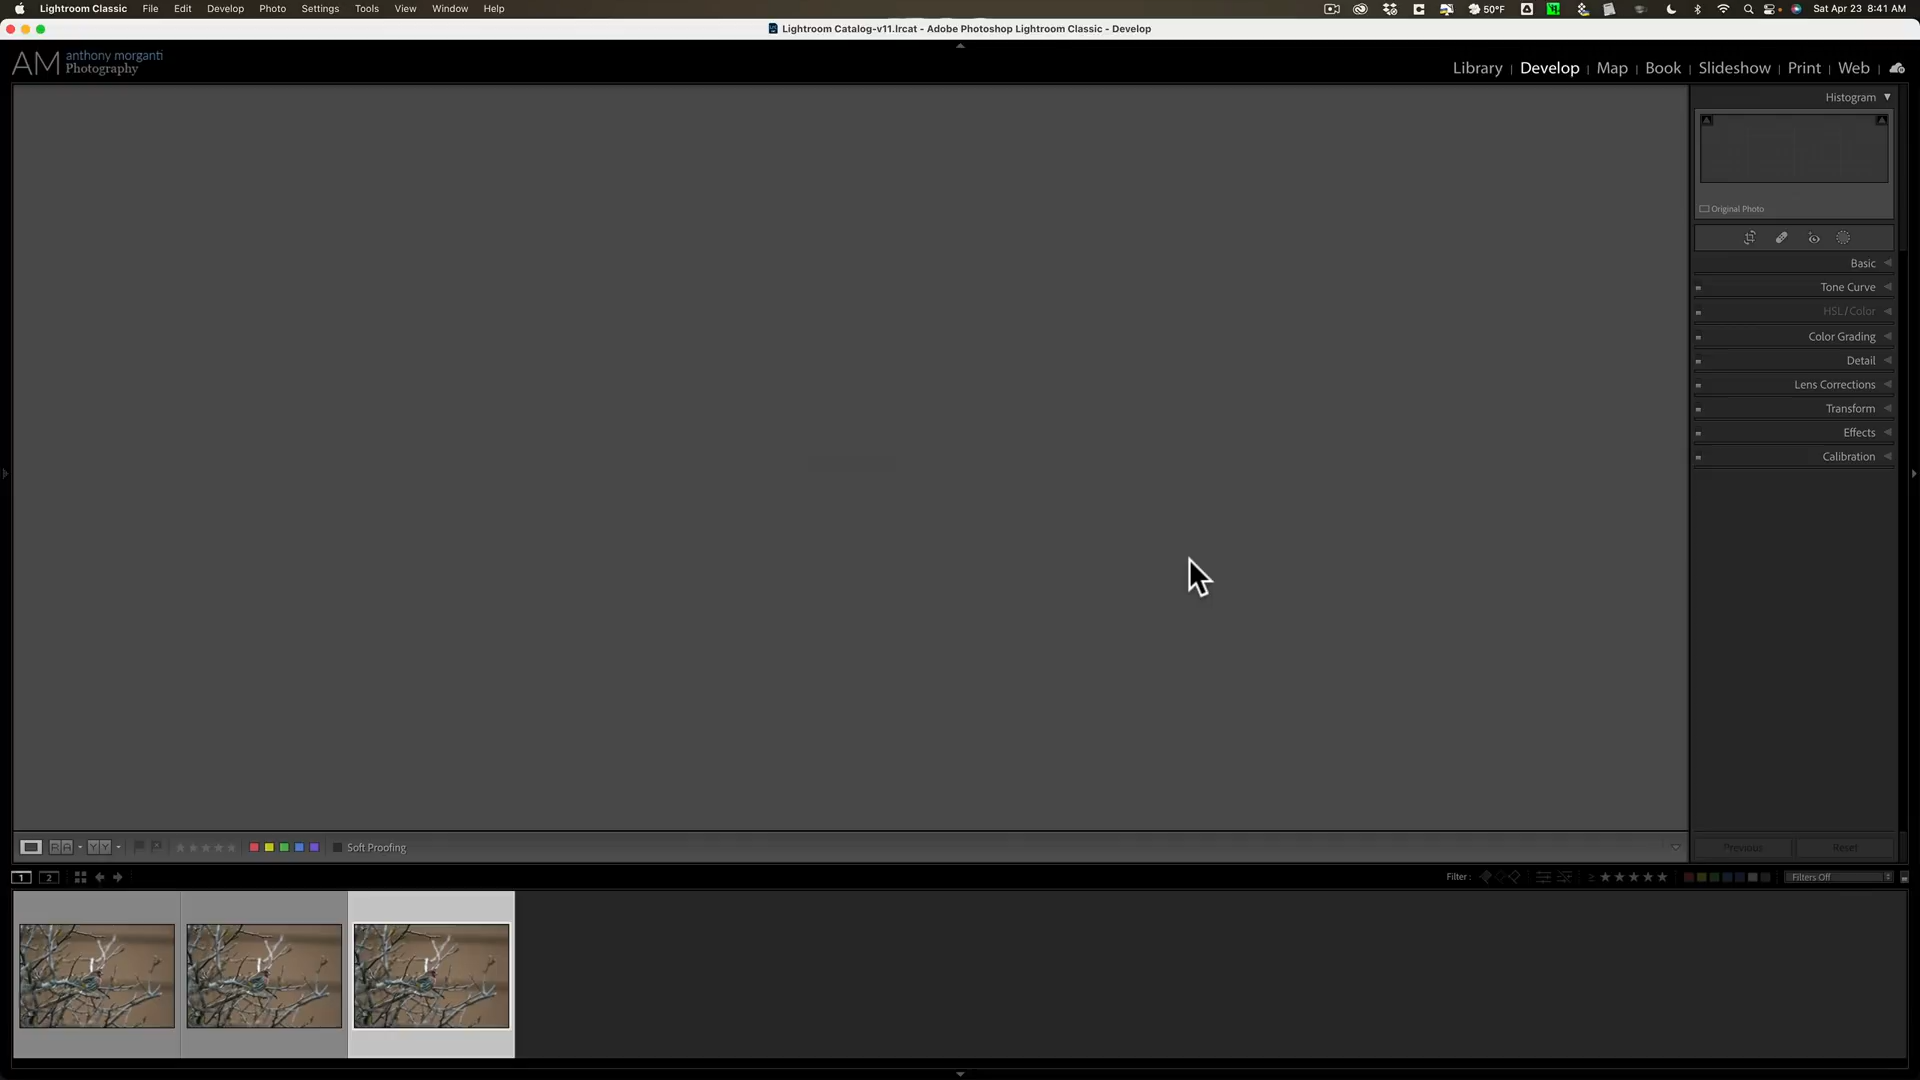 Lightroom Classic File Edit Develop Photo Settings Tools View Window Help 50°F Sat Apr 23 8:41 AM
Lightroom Catalog-v11.lrcat - Adobe Photoshop Lightroom Classic - Develop
AM anthony morganti
Photography
Library | Develop | Map | Book | Slideshow | Print | Web |
Histogram
Original Photo
Basic
Tone Curve
HSL / Color
Color Grading
Detail
Lens Corrections
Transform
Effects
Calibration
R A Y Y Soft Proofing Previous Reset
1 2 Filter : ≥ ★ ★ ★ ★ ★ Filters Off